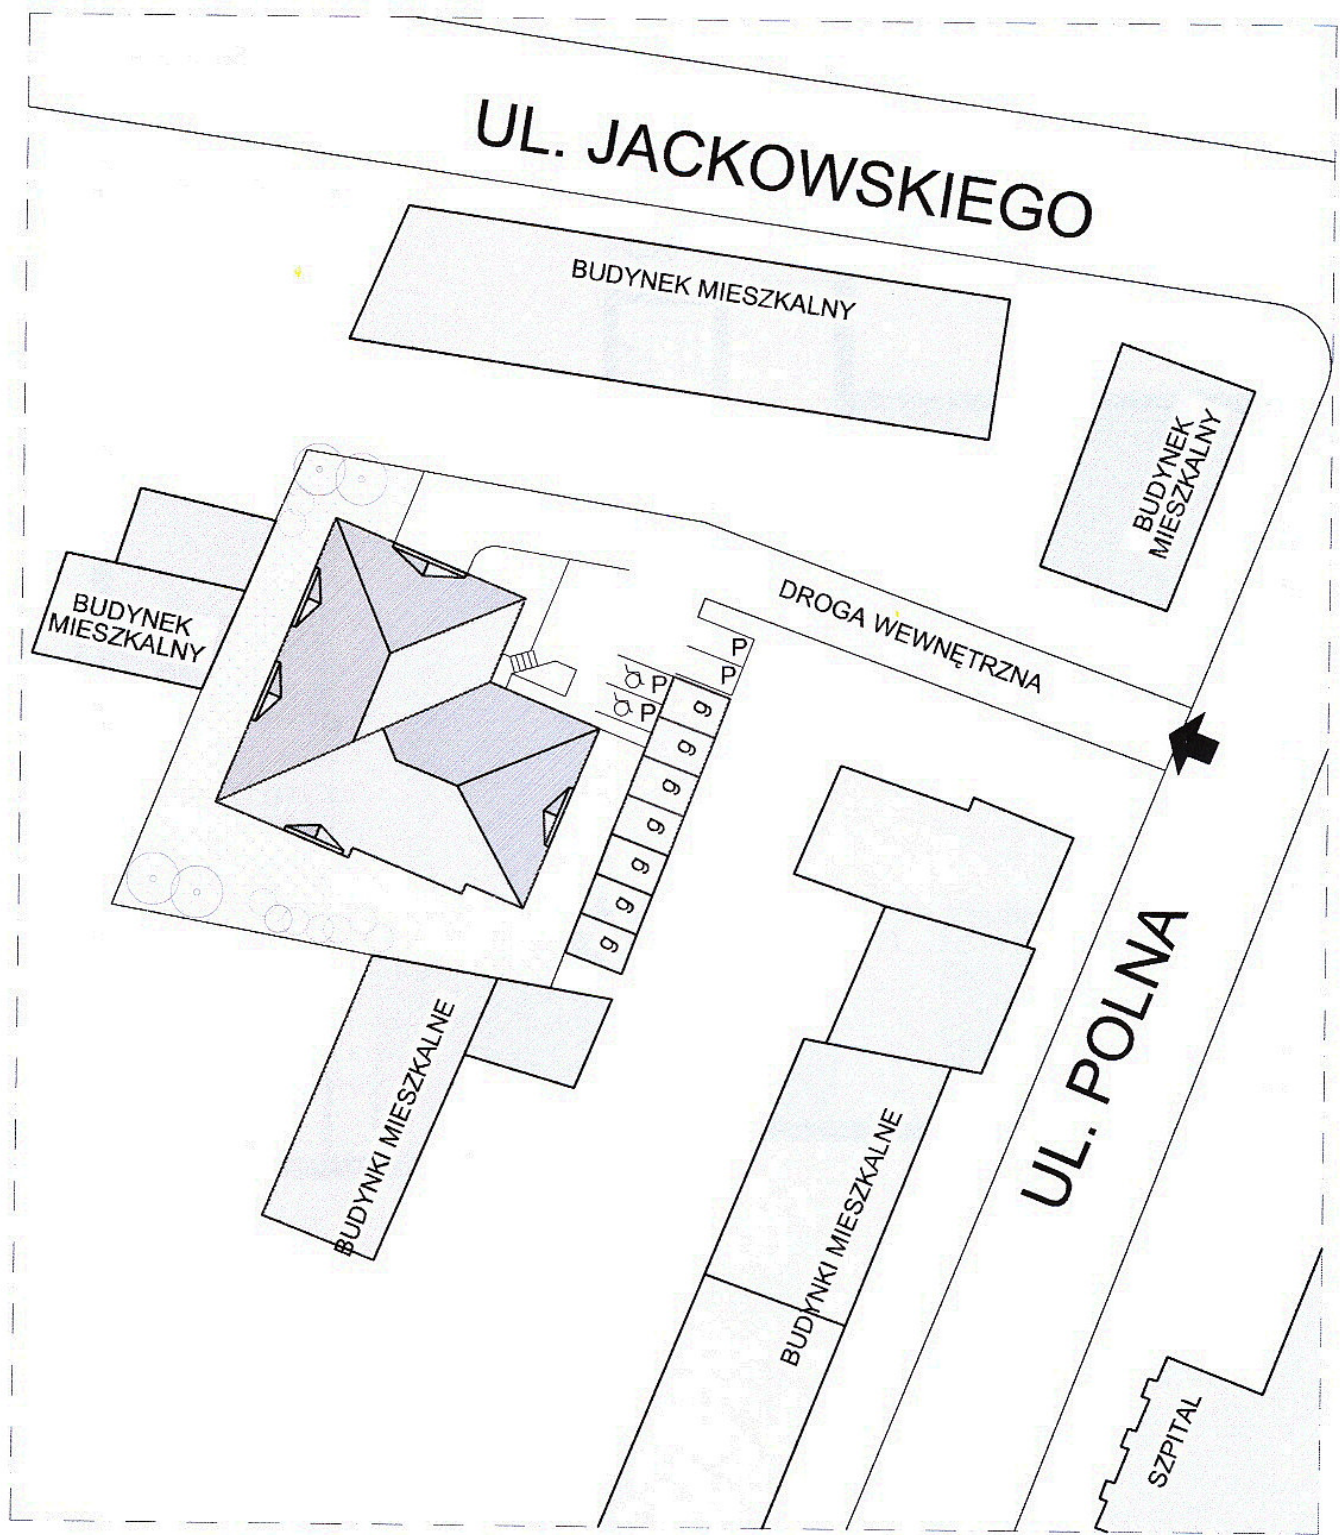 UL. JACKOWSKIEGO
BUDYNEK MIESZKALNY
BUDYNEK
MIESZKALNY
BUDYNEK
MIESZKALNY
DROGA WEWNĘTRZNA
P
P
P
P
g
g
g
g
g
g
g
UL. POLNA
BUDYNKI MIESZKALNE
BUDYNKI MIESZKALNE
SZPITAL